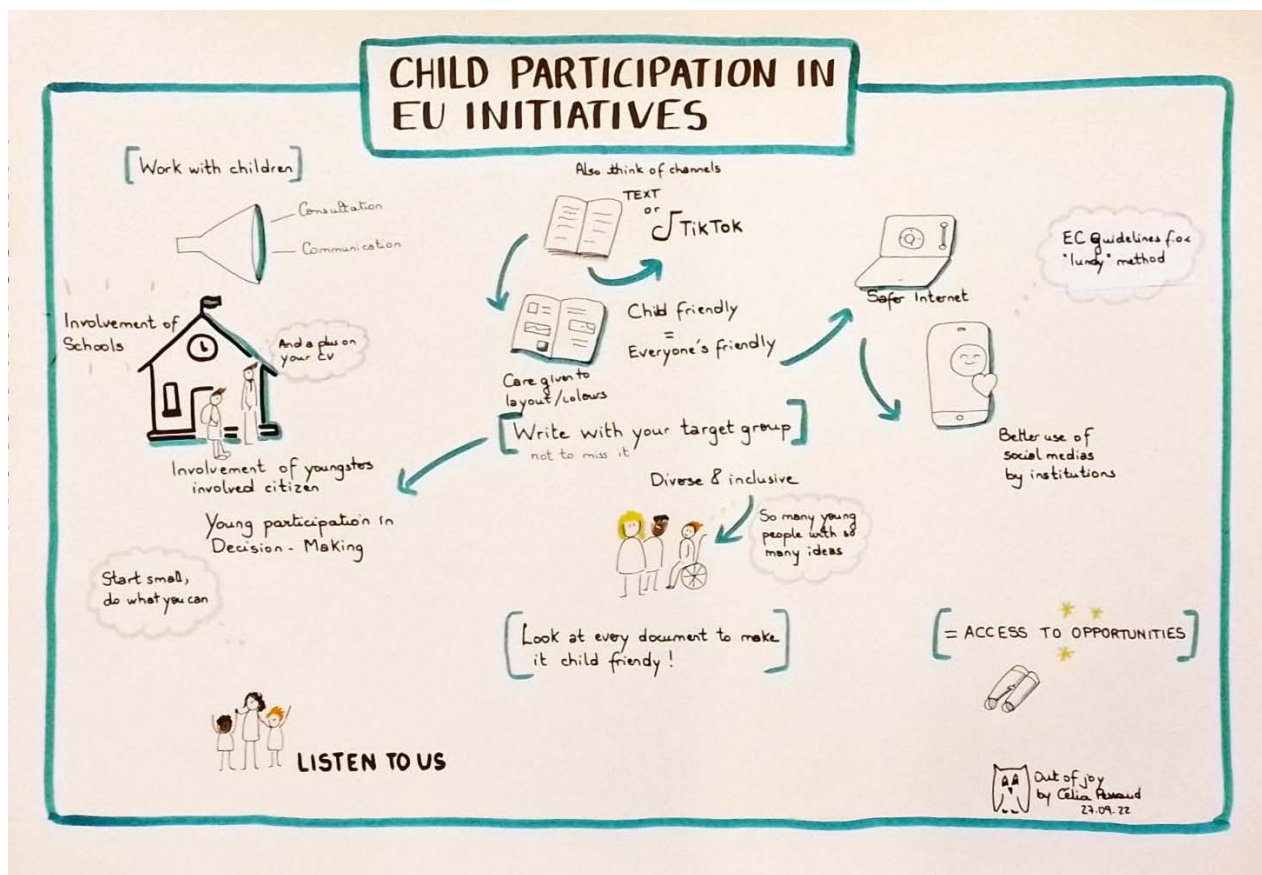 CHILD PARTICIPATION IN
EU INITIATIVES
[Work with children]
Consultation
Communication
Involvement of
Schools
And a plus on
your CV
Involvement of youngsters
involved citizen
Young participation in
Decision - Making
Start small,
do what you can
LISTEN TO US
Also think of channels
TEXT
or
TikTok
Child friendly
=
Everyone's friendly
Care given to
layout/colours
[Write with your target group]
not to miss it
Diverse & inclusive
So many young
people with so
many ideas
[Look at every document to make
it child friendy!]
Safer Internet
EC guidelines for
"lundy" method
Better use of
social medias
by institutions
[= ACCESS TO OPPORTUNITIES]
Out of joy
by Célia
27.09.22